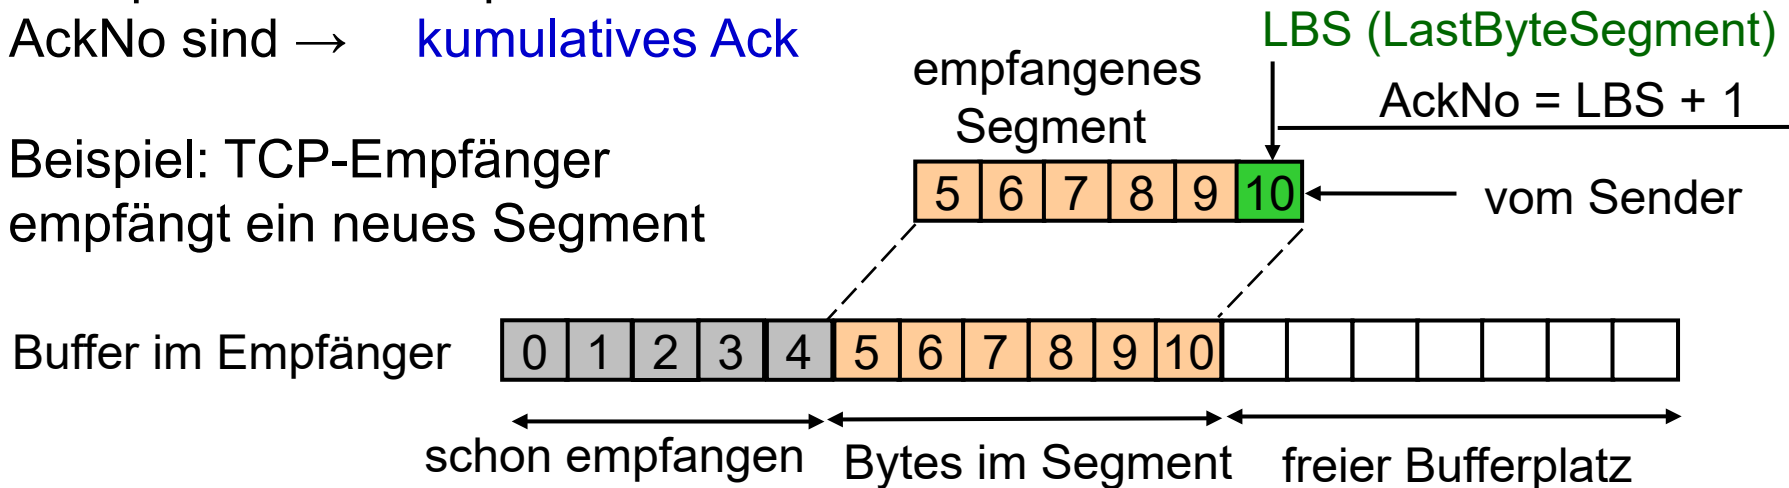 AckNo sind → kumulatives Ack
LBS (LastByteSegment)
empfangenes
Segment
AckNo = LBS + 1
Beispiel: TCP-Empfänger
empfängt ein neues Segment
5 6 7 8 9 10
vom Sender
Buffer im Empfänger
0 1 2 3 4 5 6 7 8 9 10
schon empfangen
Bytes im Segment
freier Bufferplatz